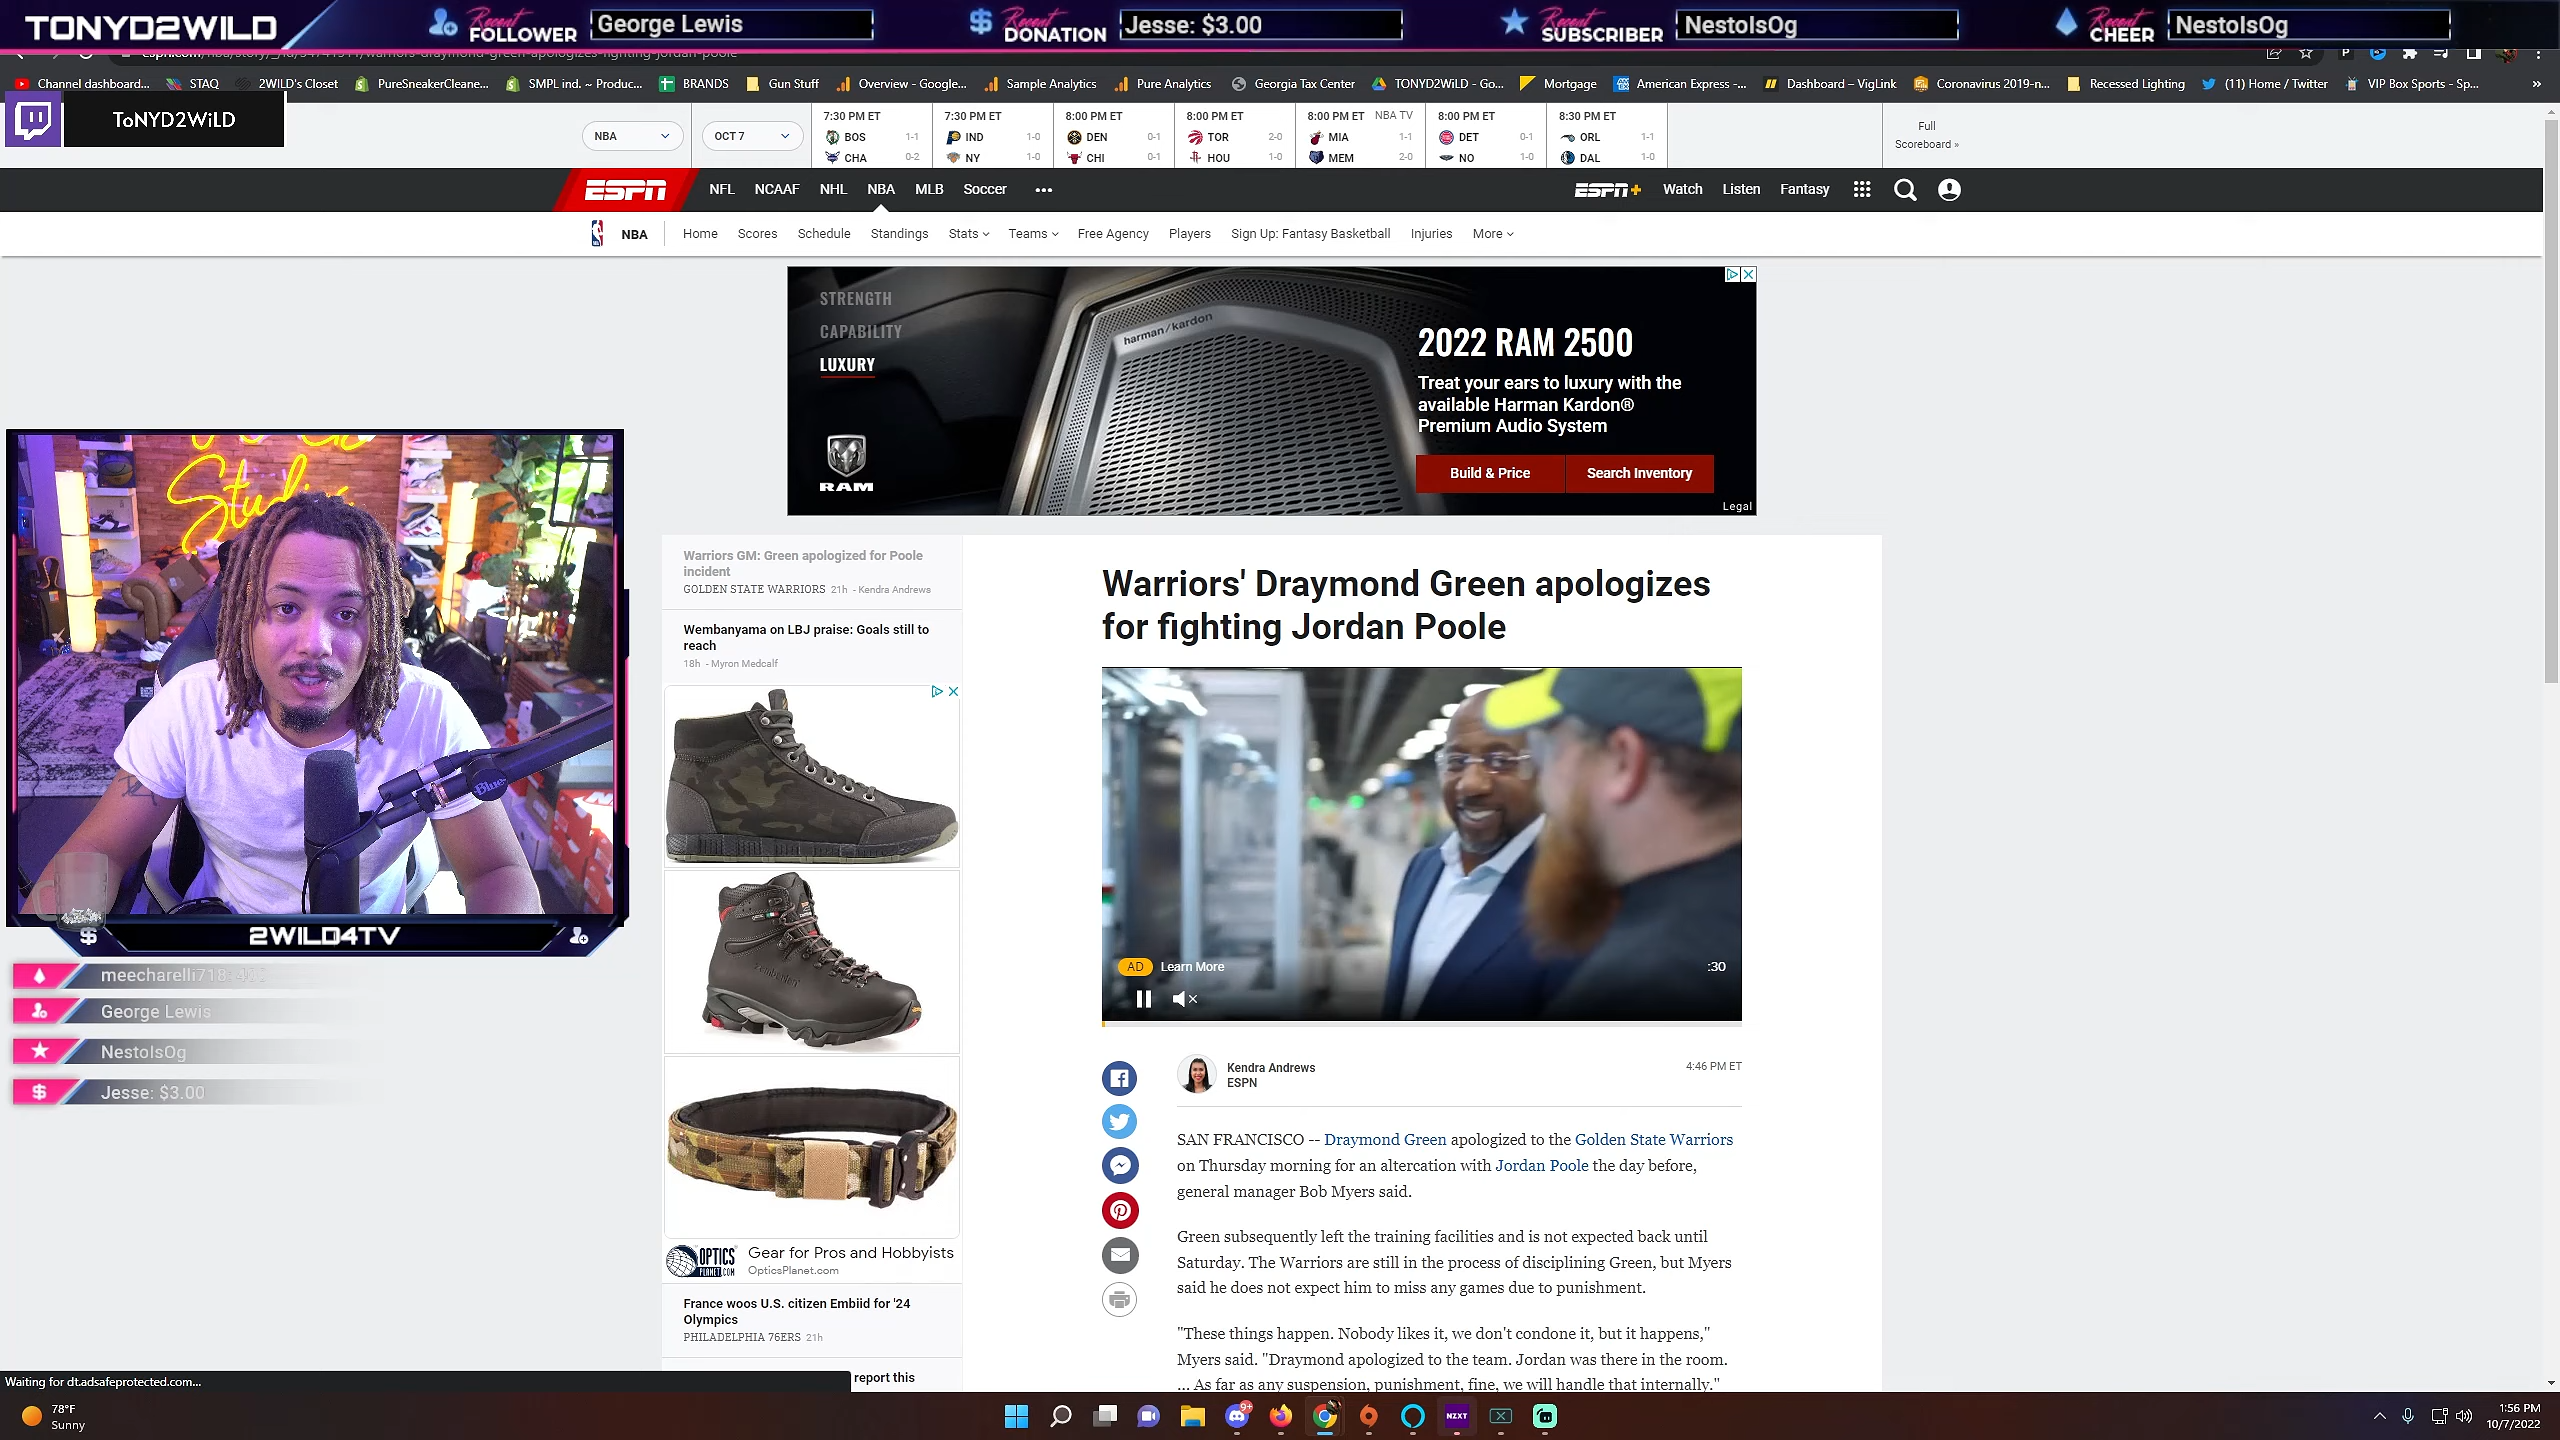 TONYD2WILD
Recent FOLLOWER George Lewis
Recent DONATION Jesse: $3.00
Recent SUBSCRIBER NestoIsOg
Recent CHEER NestoIsOg
Channel dashboard...
STAQ
2WILD's Closet
PureSneakerCleane...
SMPL ind. ~ Produc...
BRANDS
Gun Stuff
Overview - Google...
Sample Analytics
Pure Analytics
Georgia Tax Center
TONYD2WiLD - Go...
Mortgage
American Express -...
Dashboard – VigLink
Coronavirus 2019-n...
Recessed Lighting
(11) Home / Twitter
VIP Box Sports - Sp...
»
ToNYD2WiLD
NBA
OCT 7
7:30 PM ET
BOS 1-1
CHA 0-2
7:30 PM ET
IND 1-0
NY 1-0
8:00 PM ET
DEN 0-1
CHI 0-1
8:00 PM ET
TOR 2-0
HOU 1-0
8:00 PM ET NBA TV
MIA 1-1
MEM 2-0
8:00 PM ET
DET 0-1
NO 1-0
8:30 PM ET
ORL 1-1
DAL 1-0
Full
Scoreboard »
ESPN NFL NCAAF NHL NBA MLB Soccer ...
ESPN+ Watch Listen Fantasy
NBA Home Scores Schedule Standings Stats Teams Free Agency Players Sign Up: Fantasy Basketball Injuries More
STRENGTH
CAPABILITY
LUXURY
RAM
harman/kardon
2022 RAM 2500
Treat your ears to luxury with the
available Harman Kardon®
Premium Audio System
Build & Price Search Inventory
Legal
Studios
Blue
2WILD4TV
meecharelli718:
George Lewis
NestoIsOg
Jesse: $3.00
Warriors GM: Green apologized for Poole
incident
GOLDEN STATE WARRIORS 21h - Kendra Andrews
Wembanyama on LBJ praise: Goals still to
reach
18h - Myron Medcalf
OPTICS
PLANET.COM
Gear for Pros and Hobbyists
OpticsPlanet.com
France woos U.S. citizen Embiid for '24
Olympics
PHILADELPHIA 76ERS 21h
report this
Warriors' Draymond Green apologizes
for fighting Jordan Poole
AD Learn More :30
Kendra Andrews
ESPN
4:46 PM ET
SAN FRANCISCO -- Draymond Green apologized to the Golden State Warriors
on Thursday morning for an altercation with Jordan Poole the day before,
general manager Bob Myers said.
Green subsequently left the training facilities and is not expected back until
Saturday. The Warriors are still in the process of disciplining Green, but Myers
said he does not expect him to miss any games due to punishment.
"These things happen. Nobody likes it, we don't condone it, but it happens,"
Myers said. "Draymond apologized to the team. Jordan was there in the room.
... As far as any suspension, punishment, fine, we will handle that internally."
Waiting for dt.adsafeprotected.com...
78°F
Sunny
9+
NZXT
1:56 PM
10/7/2022